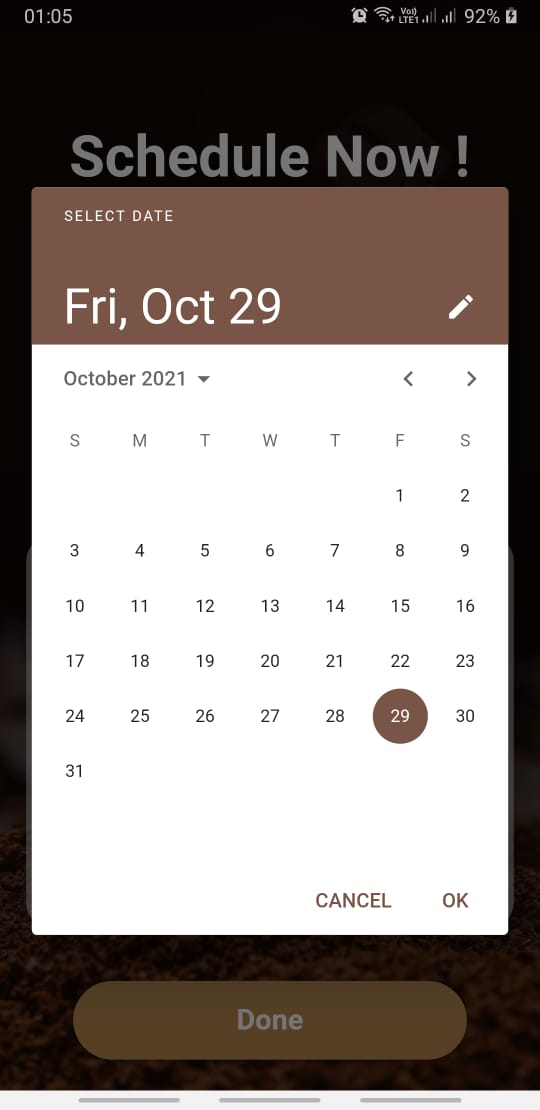 01:05 Vo)) LTE1 92%
Schedule Now !
SELECT DATE
Fri, Oct 29
October 2021
S M T W T F S
1 2
3 4 5 6 7 8 9
10 11 12 13 14 15 16
17 18 19 20 21 22 23
24 25 26 27 28 29 30
31
CANCEL OK
Done